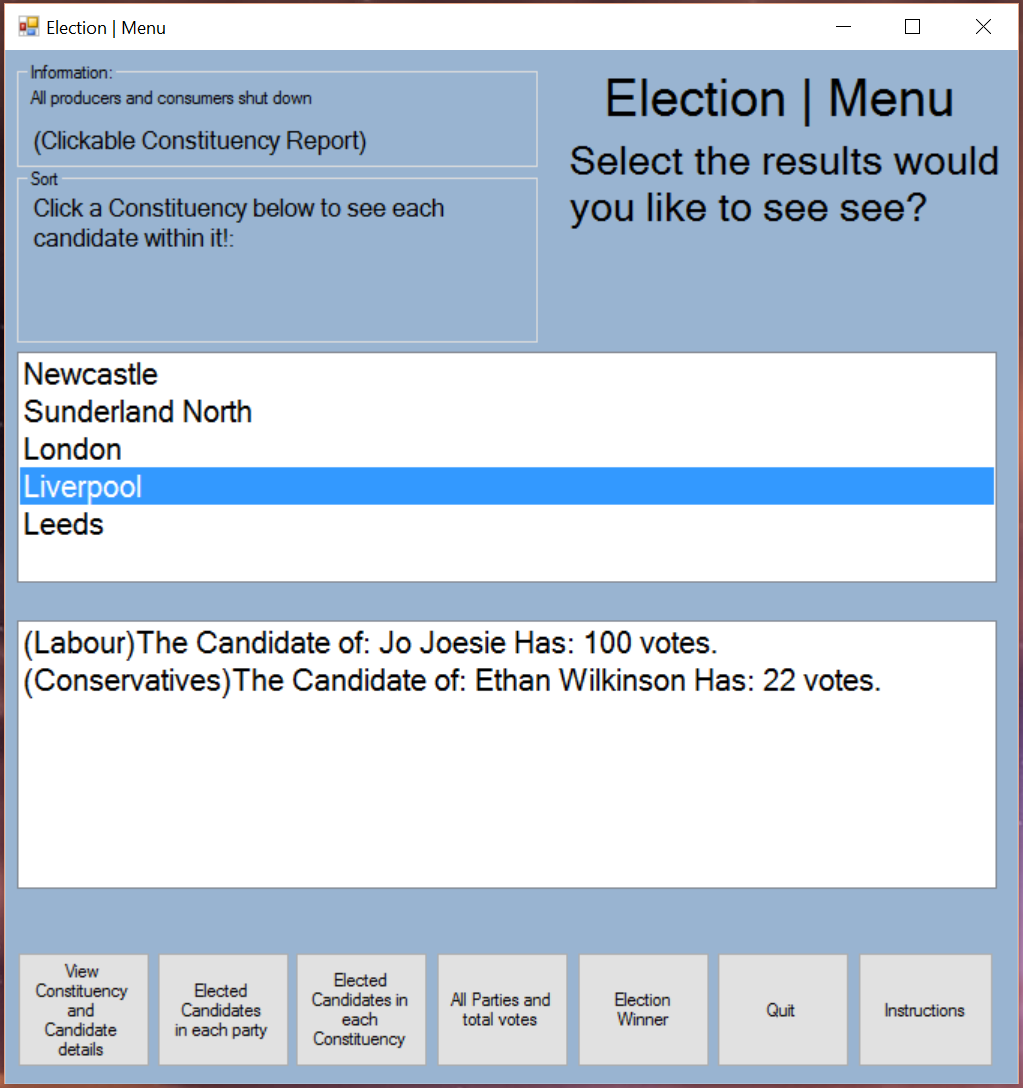 Election | Menu
Information:
All producers and consumers shut down
(Clickable Constituency Report)
Election | Menu
Select the results would
you like to see see?
Sort
Click a Constituency below to see each
candidate within it!:
Newcastle
Sunderland North
London
Liverpool
Leeds
(Labour)The Candidate of: Jo Joesie Has: 100 votes.
(Conservatives)The Candidate of: Ethan Wilkinson Has: 22 votes.
View
Constituency
and
Candidate
details
Elected
Candidates
in each party
Elected
Candidates in
each
Constituency
All Parties and
total votes
Election
Winner
Quit
Instructions